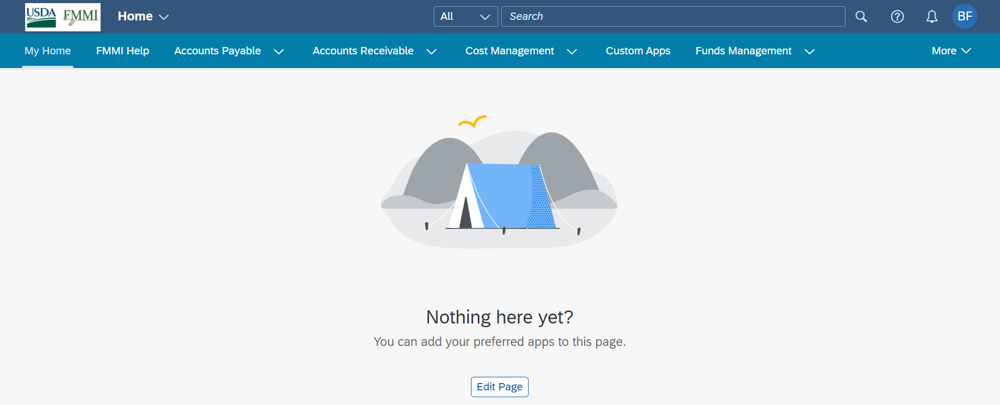 USDA FMMI Home All Search BF
My Home FMMI Help Accounts Payable Accounts Receivable Cost Management Custom Apps Funds Management More
Nothing here yet?
You can add your preferred apps to this page.
Edit Page